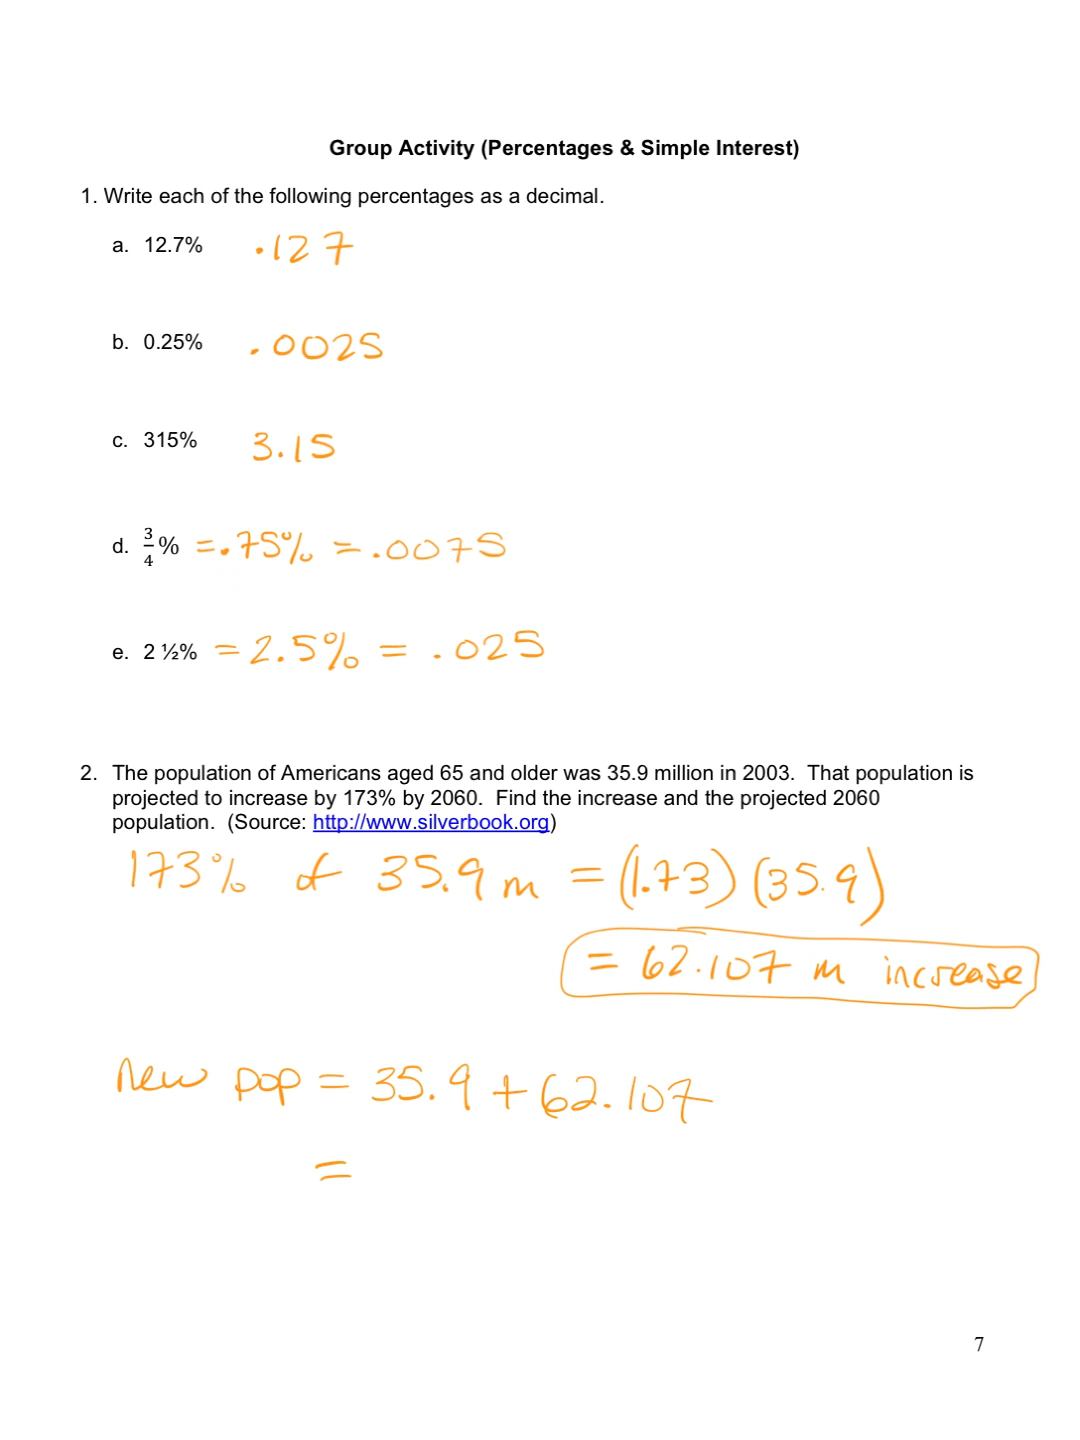 Group Activity (Percentages & Simple Interest)
1. Write each of the following percentages as a decimal.
a. 12.7% .127
b. 0.25% .0025
c. 315% 3.15
d. 3/4% = .75% = .0075
e. 2 ½% = 2.5% = .025
2. The population of Americans aged 65 and older was 35.9 million in 2003. That population is
projected to increase by 173% by 2060. Find the increase and the projected 2060
population. (Source: http://www.silverbook.org)
173% of 35.9 m = (1.73) (35.9)
= 62.107 m increase
new pop = 35.9 + 62.107
=
7